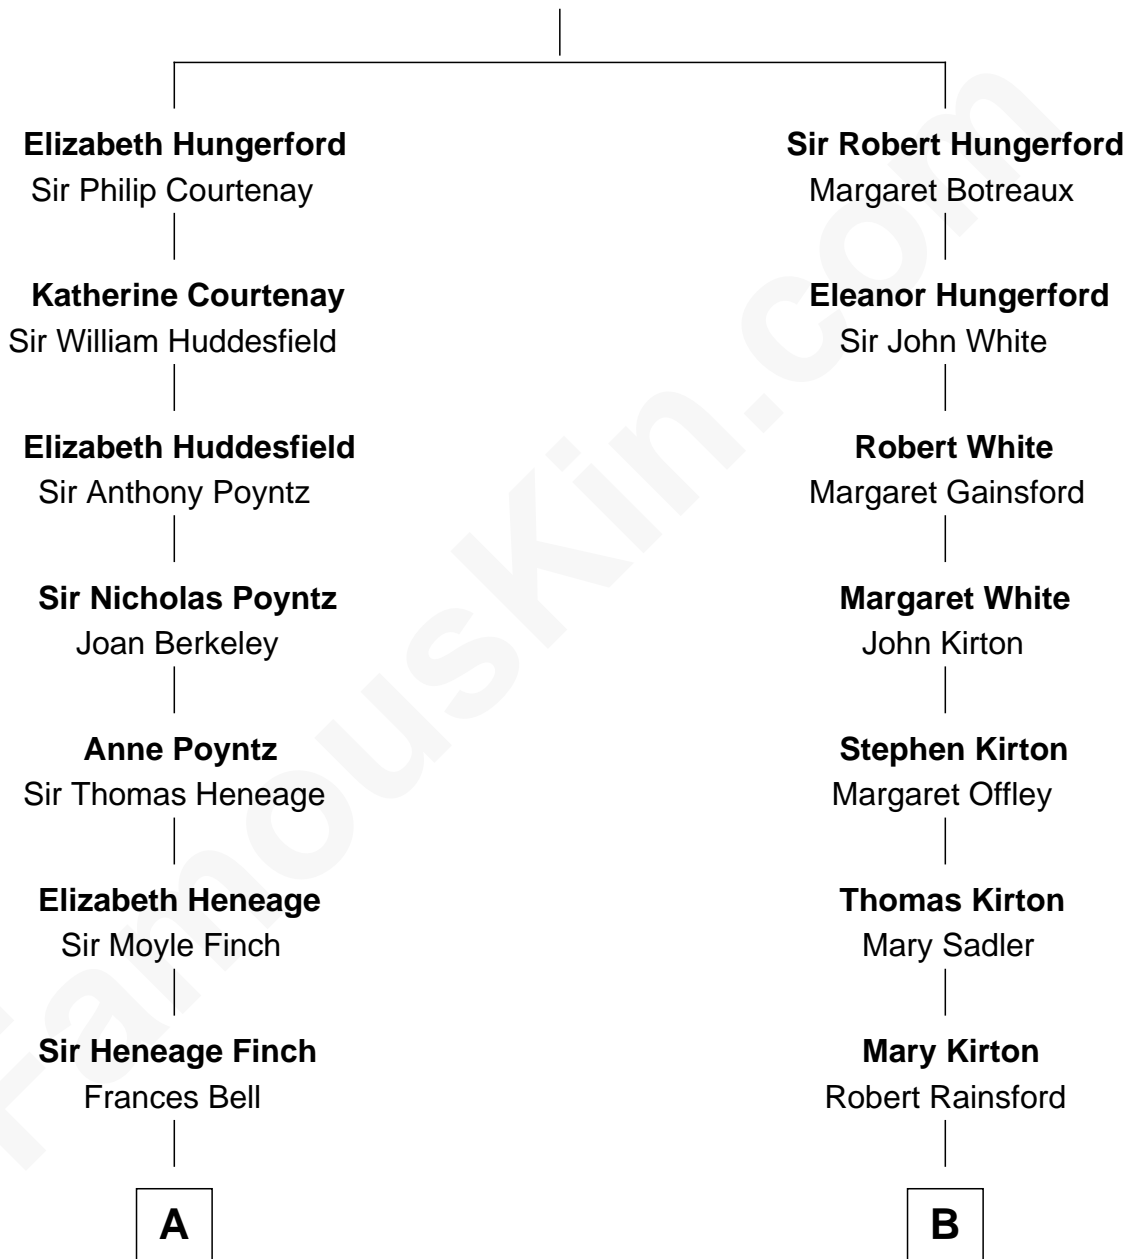 Elizabeth Hungerford
Sir Philip Courtenay
Katherine Courtenay
Sir William Huddesfield
Elizabeth Huddesfield
Sir Anthony Poyntz
Sir Nicholas Poyntz
Joan Berkeley
Anne Poyntz
Sir Thomas Heneage
Elizabeth Heneage
Sir Moyle Finch
Sir Heneage Finch
Frances Bell
A
Sir Robert Hungerford
Margaret Botreaux
Eleanor Hungerford
Sir John White
Robert White
Margaret Gainsford
Margaret White
John Kirton
Stephen Kirton
Margaret Offley
Thomas Kirton
Mary Sadler
Mary Kirton
Robert Rainsford
B
FamousKin.com